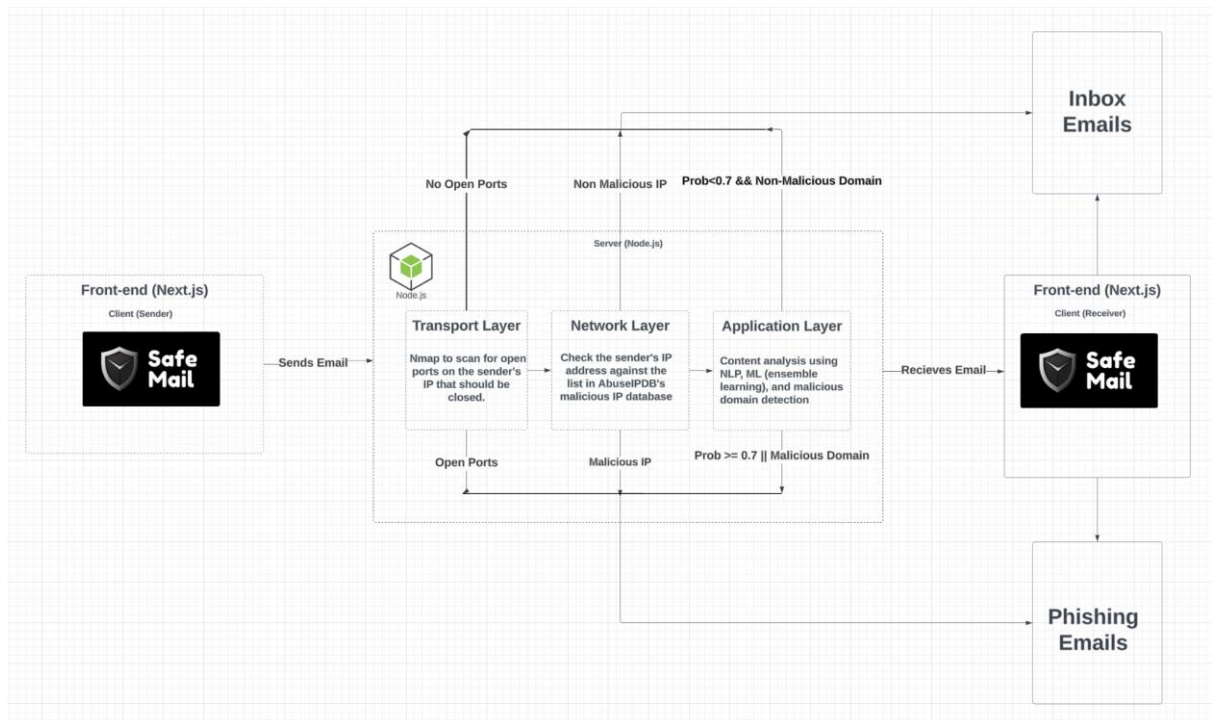 Inbox
Emails
No Open Ports
Non Malicious IP
Prob<0.7 && Non-Malicious Domain
Server (Node.js)
Node.js
Front-end (Next.js)
Client (Sender)
Safe
Mail
Sends Email
Transport Layer
Nmap to scan for open
ports on the sender's
IP that should be
closed.
Network Layer
Check the sender's IP
address against the
list in AbuseIPDB's
malicious IP database
Application Layer
Content analysis using
NLP, ML (ensemble
learning), and malicious
domain detection
Recieves Email
Front-end (Next.js)
Client (Receiver)
Safe
Mail
Open Ports
Malicious IP
Prob >= 0.7 || Malicious Domain
Phishing
Emails